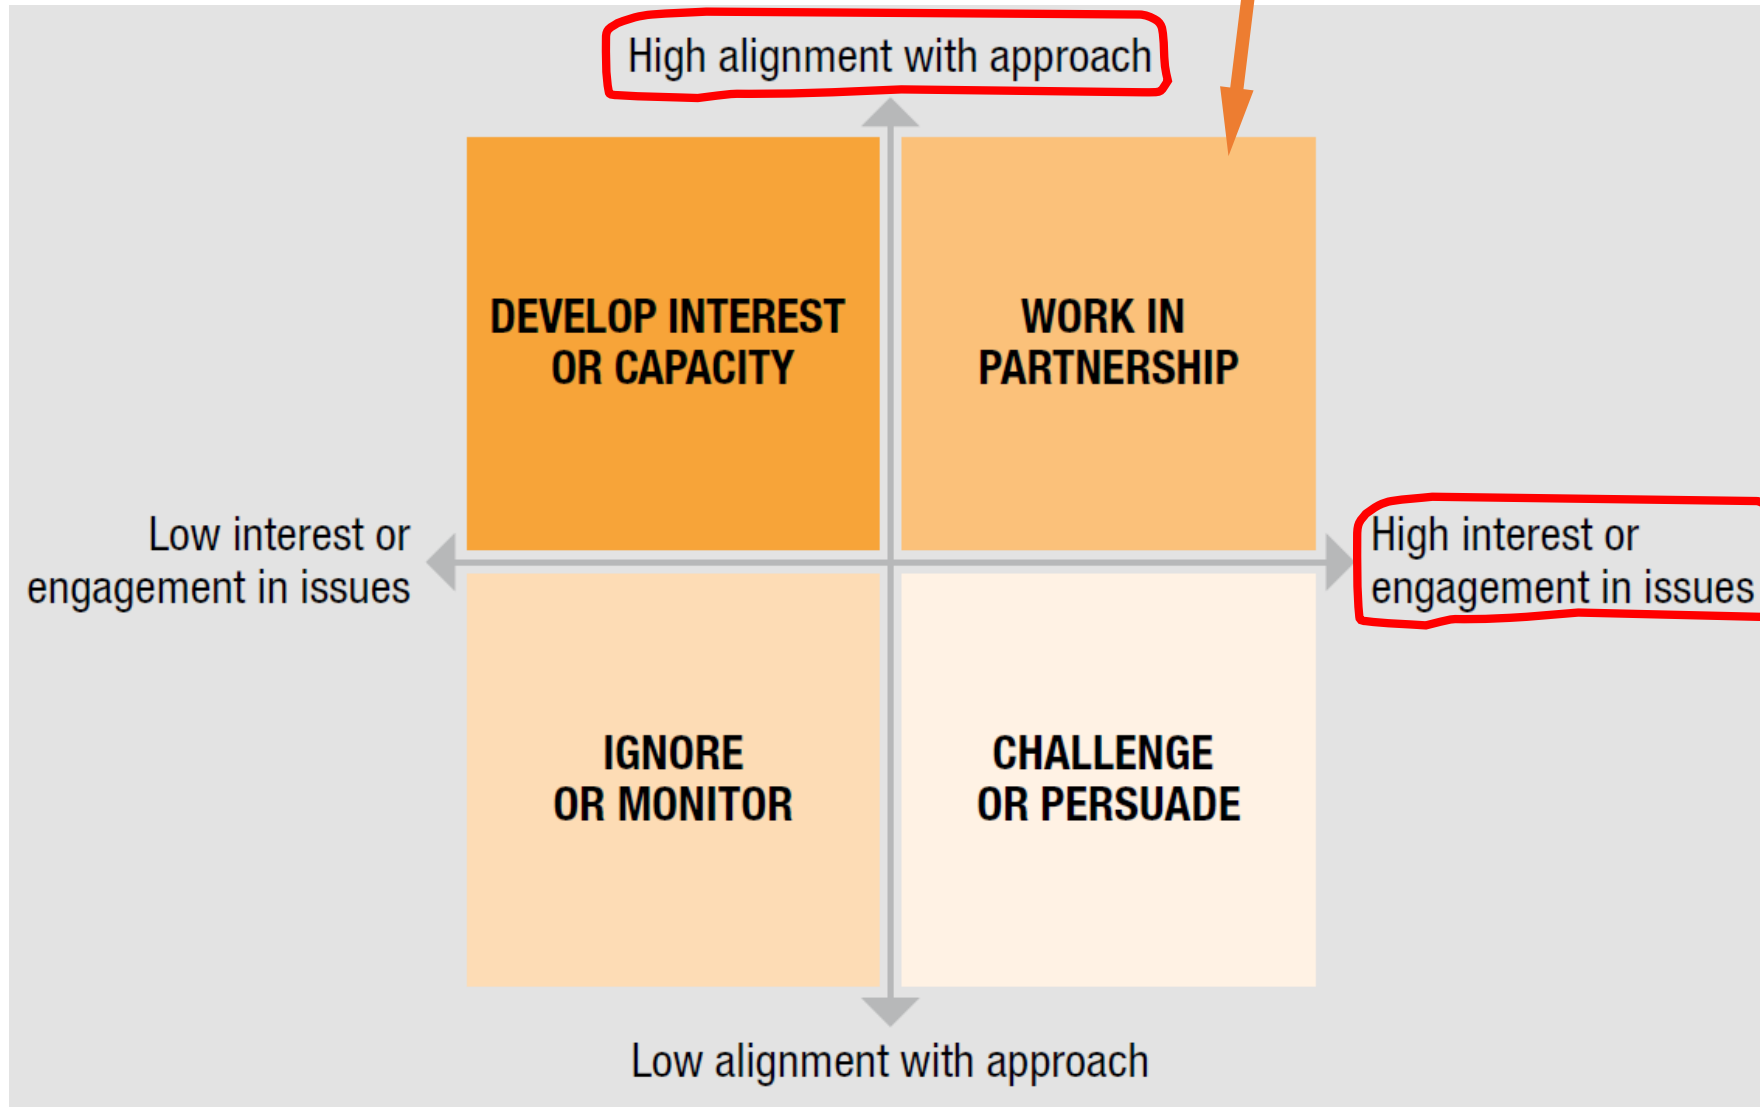 High alignment with approach
DEVELOP INTEREST
OR CAPACITY
WORK IN
PARTNERSHIP
Low interest or
engagement in issues
High interest or
engagement in issues
IGNORE
OR MONITOR
CHALLENGE
OR PERSUADE
Low alignment with approach